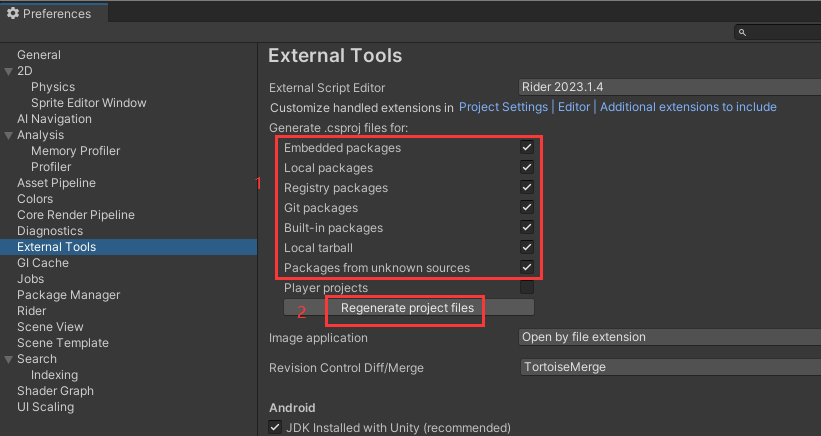 Preferences
General
2D
Physics
Sprite Editor Window
AI Navigation
Analysis
Memory Profiler
Profiler
Asset Pipeline
Colors
Core Render Pipeline
Diagnostics
External Tools
GI Cache
Jobs
Package Manager
Rider
Scene View
Scene Template
Search
Indexing
Shader Graph
UI Scaling
External Tools
External Script Editor Rider 2023.1.4
Customize handled extensions in Project Settings | Editor | Additional extensions to include
Generate .csproj files for:
1
Embedded packages
Local packages
Registry packages
Git packages
Built-in packages
Local tarball
Packages from unknown sources
Player projects
2 Regenerate project files
Image application Open by file extension
Revision Control Diff/Merge TortoiseMerge
Android
JDK Installed with Unity (recommended)